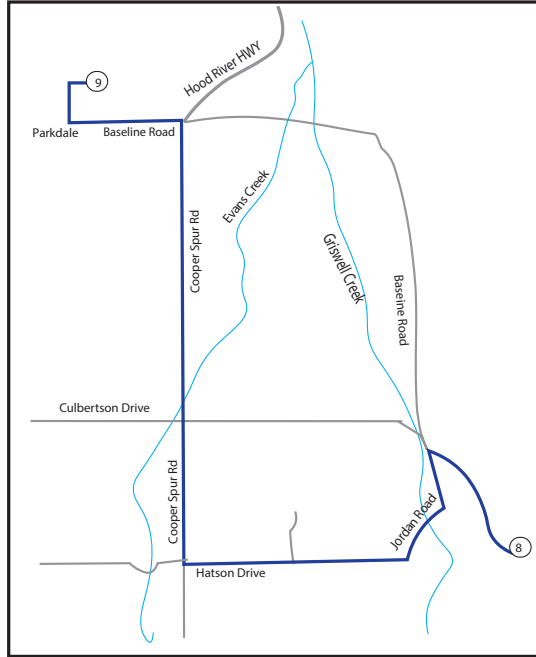 Hood River HWY
9
Parkdale
Baseline Road
Evans Creek
Cooper Spur Rd
Griswell Creek
Baseine Road
Culbertson Drive
Cooper Spur Rd
Jordan Road
8
Hatson Drive